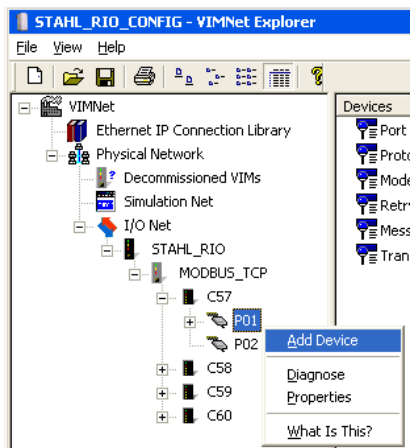 STAHL_RIO_CONFIG - VIMNet Explorer
File View Help
VIMNet
Ethernet IP Connection Library
Physical Network
Decommissioned VIMs
Simulation Net
I/O Net
STAHL_RIO
MODBUS_TCP
C57
P01
P02
C58
C59
C60
Devices
Port
Proto
Mode
Retry
Mess
Tran
Add Device
Diagnose
Properties
What Is This?